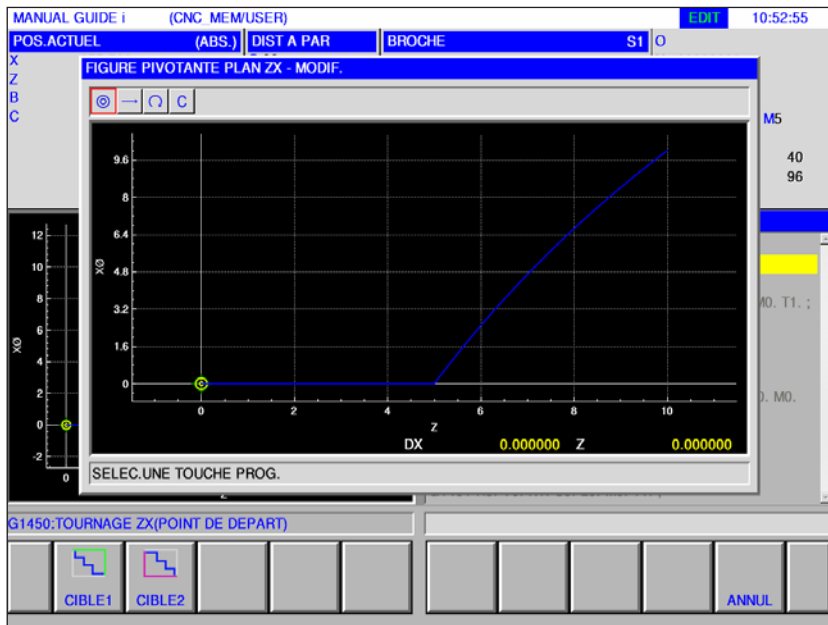 MANUAL GUIDE i (CNC_MEM/USER) EDIT 10:52:55
POS.ACTUEL (ABS.) DIST A PAR BROCHE S1 O
X
Z
B
C
M5
40
96
FIGURE PIVOTANTE PLAN ZX - MODIF.
C
9.6
8
6.4
4.8
3.2
1.6
0
XØ
0 2 4 6 8 10
Z
DX 0.000000 Z 0.000000
SELEC.UNE TOUCHE PROG.
12
10
8
6
4
2
0
-2
XØ
0
M0. T1. ;
M0.
G1450:TOURNAGE ZX(POINT DE DEPART)
CIBLE1 CIBLE2 ANNUL